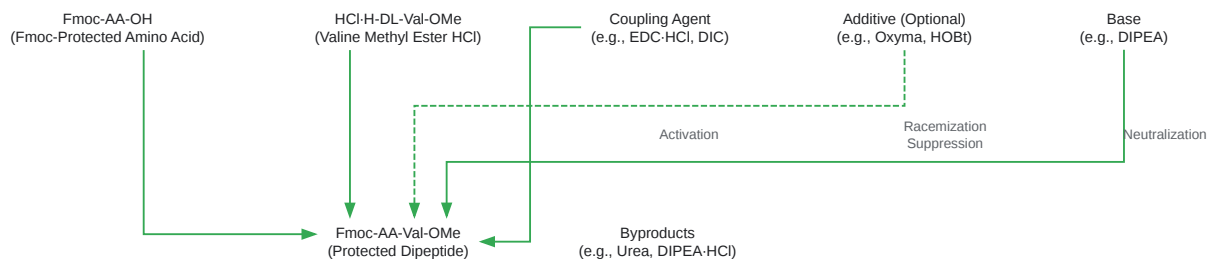 Fmoc-AA-OH
(Fmoc-Protected Amino Acid)
HCl·H-DL-Val-OMe
(Valine Methyl Ester HCl)
Coupling Agent
(e.g., EDC·HCl, DIC)
Additive (Optional)
(e.g., Oxyma, HOBt)
Base
(e.g., DIPEA)
Activation
Racemization
Suppression
Neutralization
Fmoc-AA-Val-OMe
(Protected Dipeptide)
Byproducts
(e.g., Urea, DIPEA·HCl)